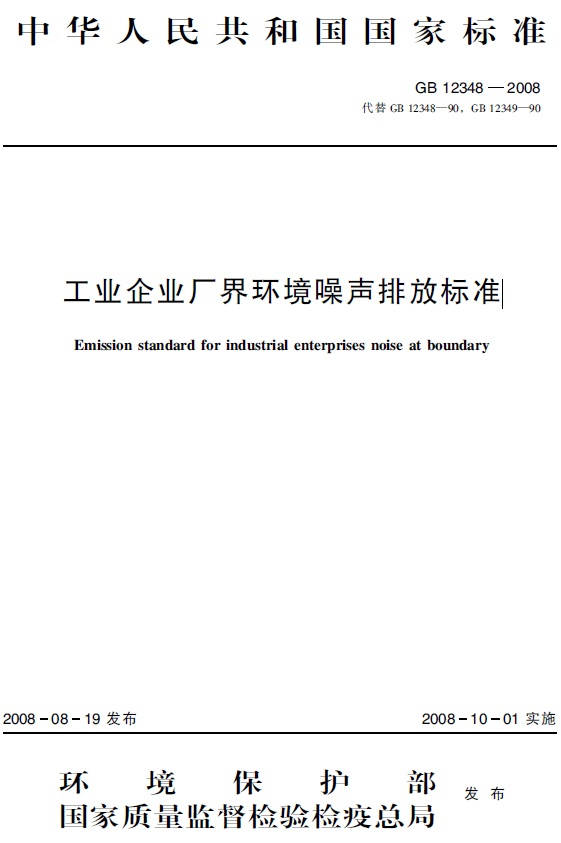 中华人民共和国国家标准
GB 12348—2008
代替 GB 12348—90，GB 12349—90
工业企业厂界环境噪声排放标准
Emission standard for industrial enterprises noise at boundary
2008-08-19 发布
2008-10-01 实施
环境保护部
国家质量监督检验检疫总局
发布